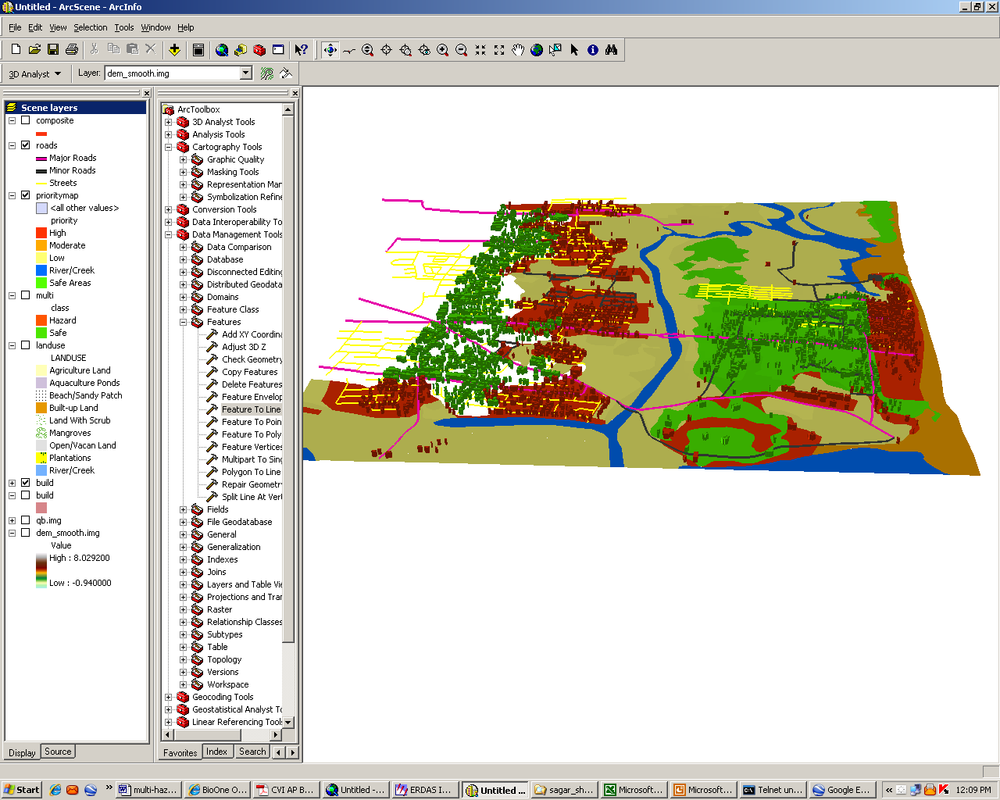 Untitled - ArcScene - ArcInfo
File Edit View Selection Tools Window Help
3D Analyst Layer: dem_smooth.img
Scene layers
composite
roads
Major Roads
Minor Roads
Streets
prioritymap
<all other values>
priority
High
Moderate
Low
River/Creek
Safe Areas
multi
class
Hazard
Safe
landuse
LANDUSE
Agriculture Land
Aquaculture Ponds
Beach/Sandy Patch
Built-up Land
Land With Scrub
Mangroves
Open/Vacan Land
Plantations
River/Creek
build
build
qb.img
dem_smooth.img
Value
High : 8.029200
Low : -0.940000
Display Source
ArcToolbox
3D Analyst Tools
Analysis Tools
Cartography Tools
Graphic Quality
Masking Tools
Representation Mar
Symbolization Refine
Conversion Tools
Data Interoperability To
Data Management Tools
Data Comparison
Database
Disconnected Editing
Distributed Geodata
Domains
Feature Class
Features
Add XY Coordina
Adjust 3D Z
Check Geometry
Copy Features
Delete Features
Feature Envelop
Feature To Line
Feature To Poin
Feature To Poly
Feature Vertices
Multipart To Sing
Polygon To Line
Repair Geometr
Split Line At Vert
Fields
File Geodatabase
General
Generalization
Indexes
Joins
Layers and Table Vie
Projections and Tran
Raster
Relationship Classes
Subtypes
Table
Topology
Versions
Workspace
Geocoding Tools
Geostatistical Analyst To
Linear Referencing Tools
Favorites Index Search
Start multi-haz... BioOne O... CVI AP B... Untitled -... ERDAS I... Untitled ... sagar_sh... Microsoft... Microsoft... Telnet un... Google E... 12:09 PM